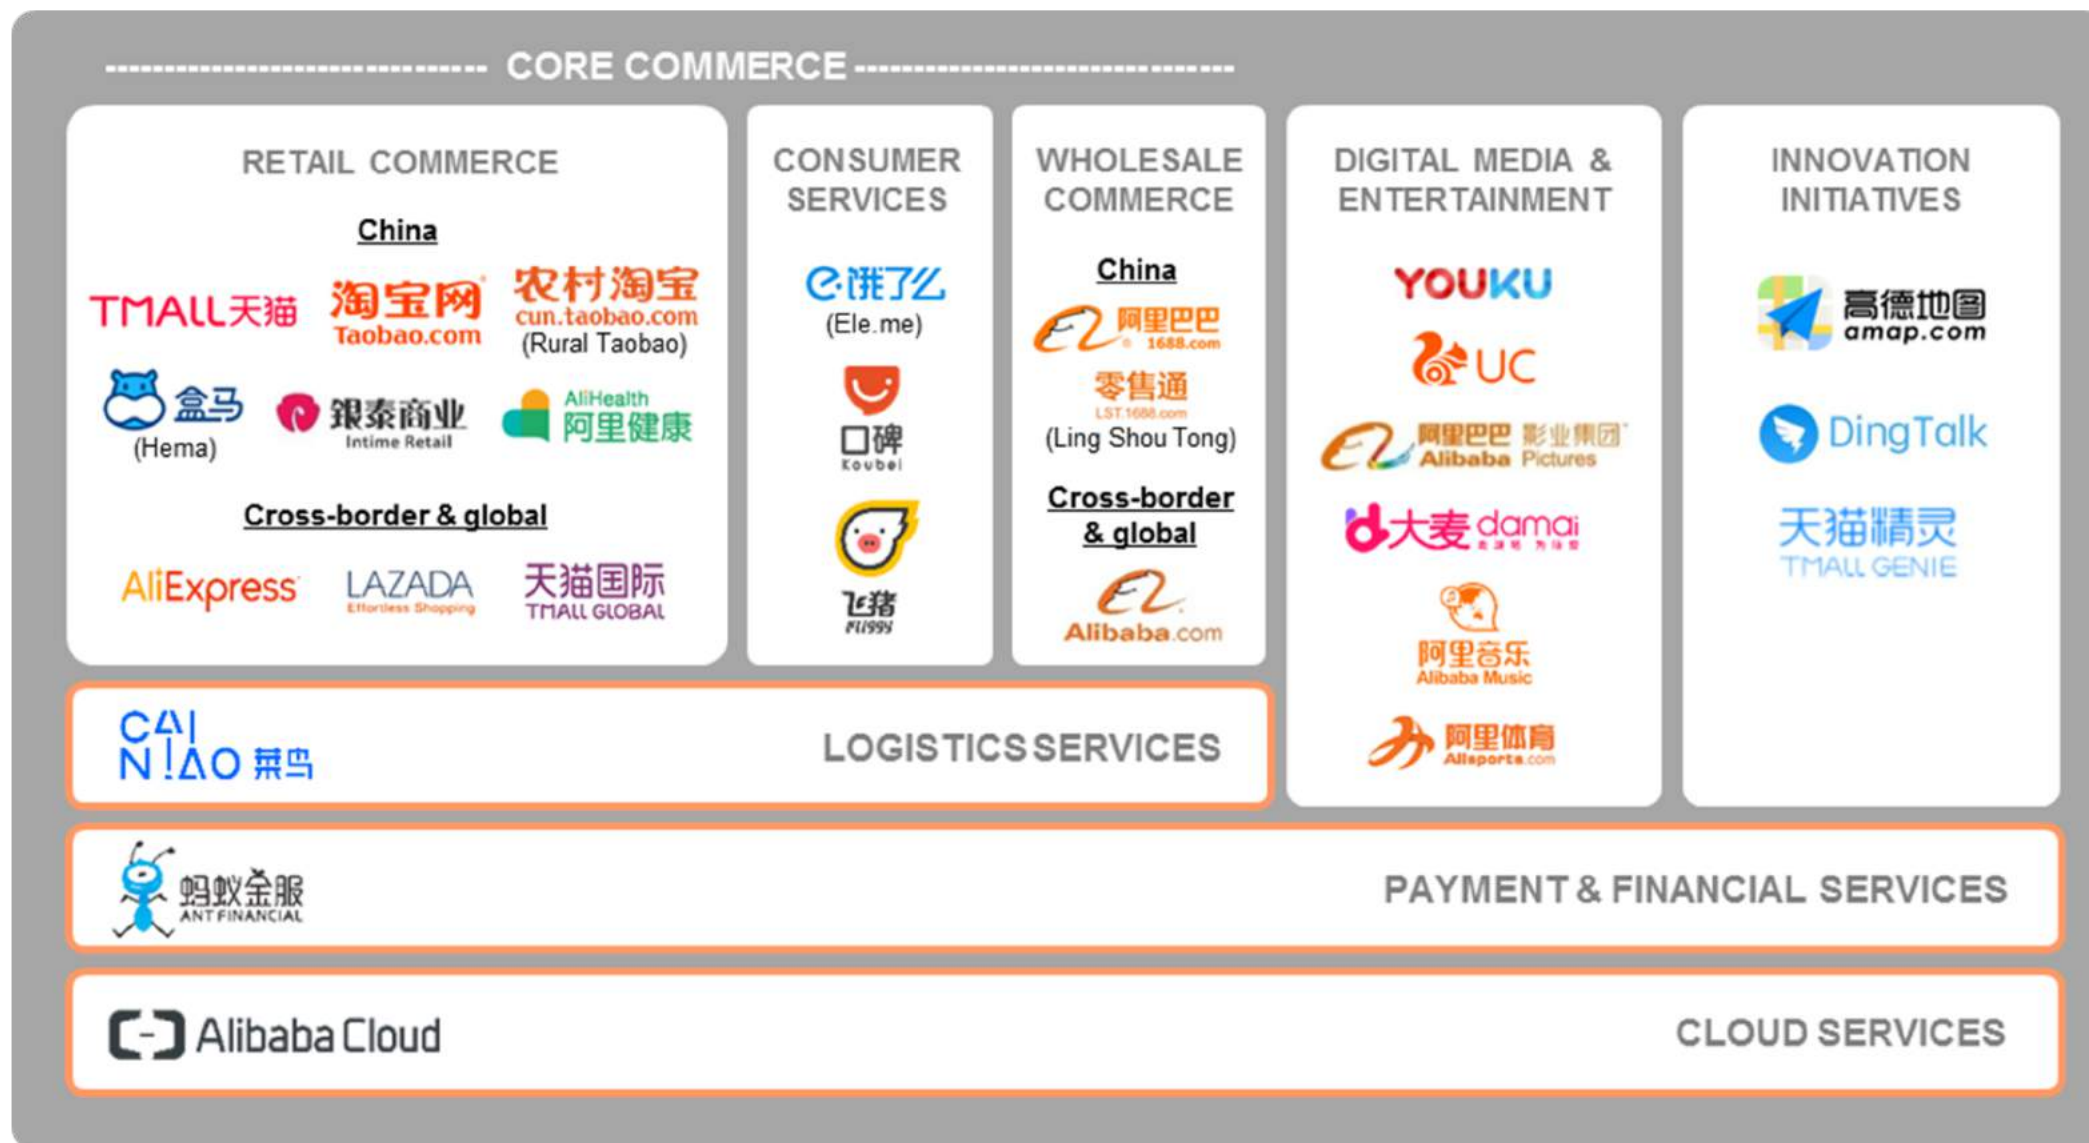 CORE COMMERCE
RETAIL COMMERCE
China
TMALL天猫
淘宝网
Taobao.com
农村淘宝
cun.taobao.com
(Rural Taobao)
盒马
(Hema)
銀泰商业
Intime Retail
AliHealth
阿里健康
Cross-border & global
AliExpress
LAZADA
Effortless Shopping
天猫国际
TMALL GLOBAL
CONSUMER
SERVICES
饿了么
(Ele.me)
口碑
Koubei
飞猪
Fliggy
WHOLESALE
COMMERCE
China
阿里巴巴
1688.com
零售通
LST.1688.com
(Ling Shou Tong)
Cross-border
& global
Alibaba.com
DIGITAL MEDIA &
ENTERTAINMENT
YOUKU
UC
阿里巴巴 影业集团
Alibaba Pictures
大麦 damai
阿里音乐
Alibaba Music
阿里体育
Alisports.com
INNOVATION
INITIATIVES
高德地图
amap.com
DingTalk
天猫精灵
TMALL GENIE
CAI
NIAO 菜鸟
LOGISTICS SERVICES
蚂蚁金服
ANT FINANCIAL
PAYMENT & FINANCIAL SERVICES
Alibaba Cloud
CLOUD SERVICES